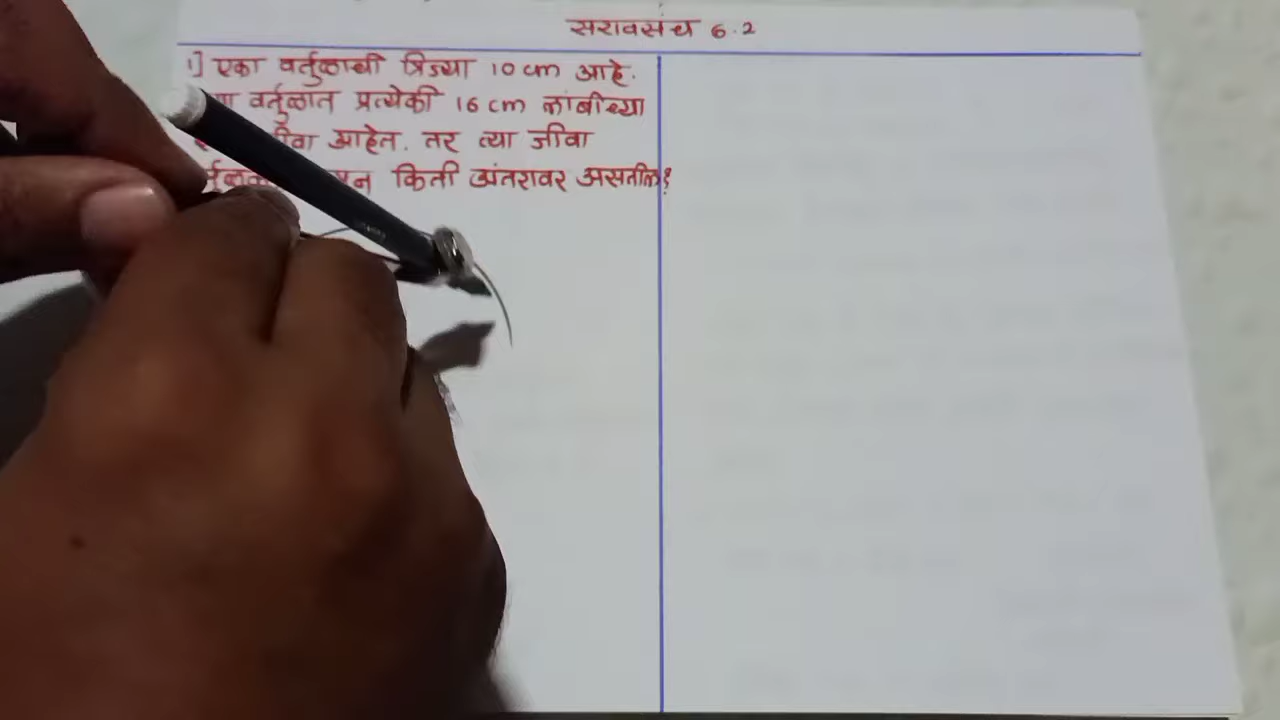 सरावसंच 6.2
1] एका वर्तुळाची त्रिज्या 10 cm आहे.
वर्तुळात प्रत्येकी 16 cm लांबीच्या
आहेत. तर त्या जीवा
किती अंतरावर असतील?